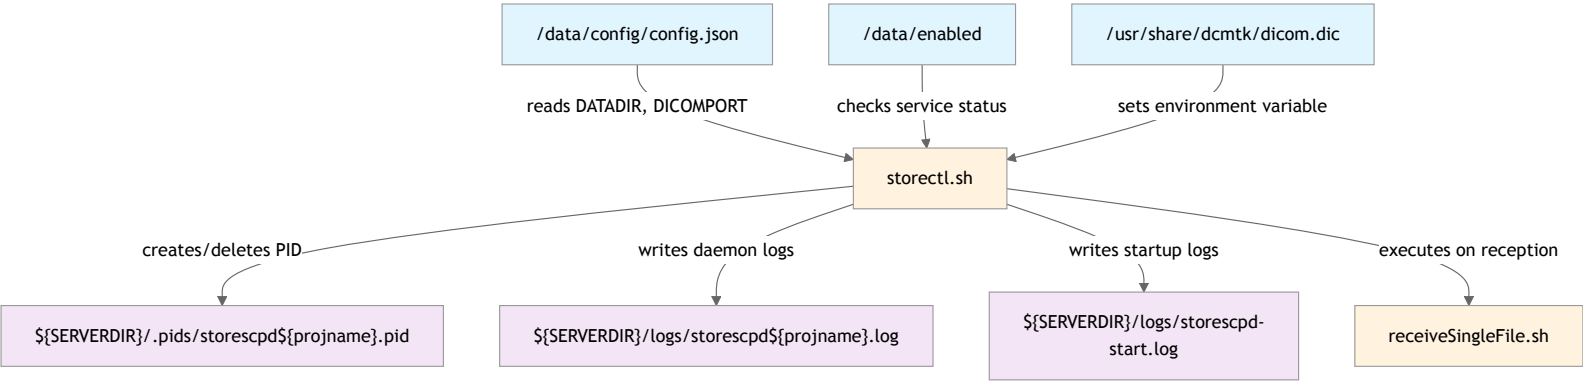 /data/config/config.json
/data/enabled
/usr/share/dcmtk/dicom.dic
reads DATADIR, DICOMPORT
checks service status
sets environment variable
storectl.sh
creates/deletes PID
writes daemon logs
writes startup logs
executes on reception
${SERVERDIR}/.pids/storescpd${projname}.pid
${SERVERDIR}/logs/storescpd${projname}.log
${SERVERDIR}/logs/storescpd-
start.log
receiveSingleFile.sh